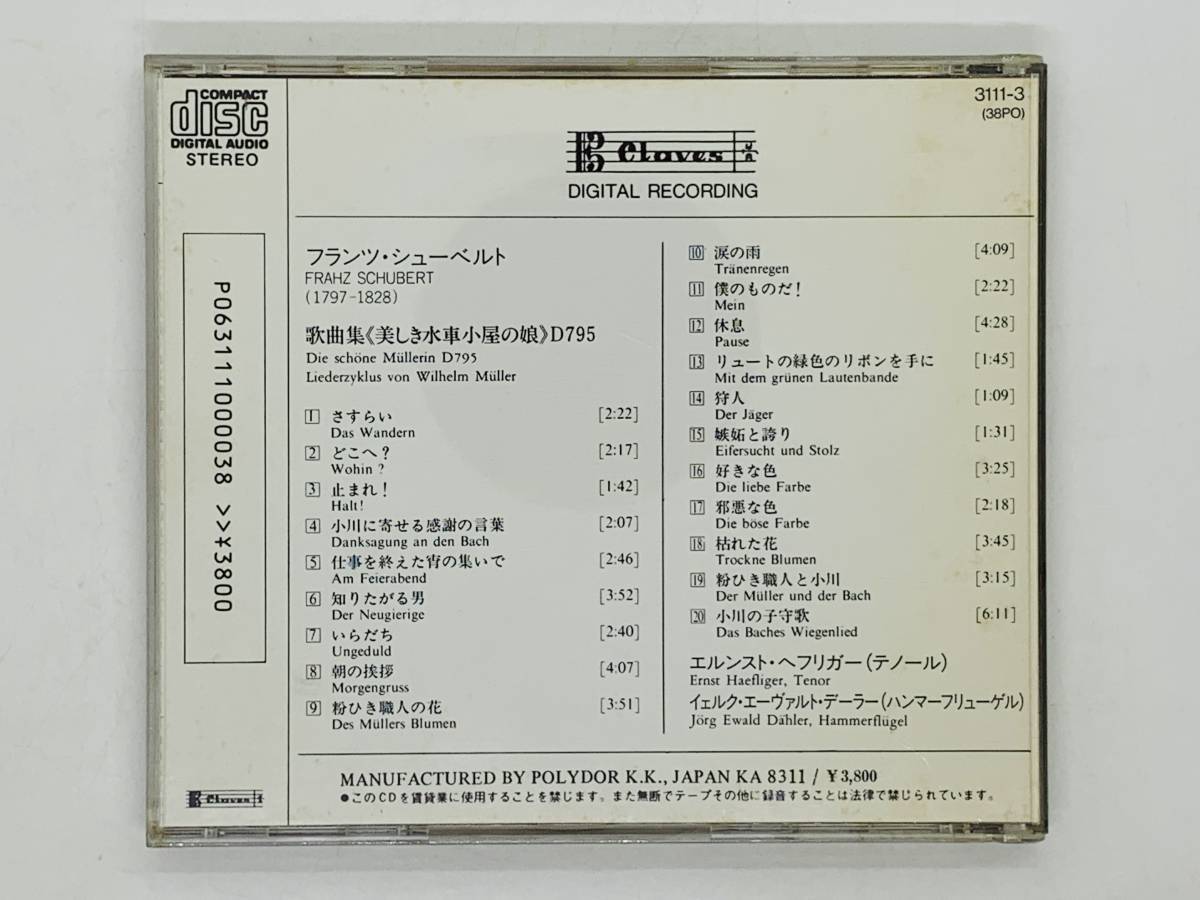 COMPACT
disc
DIGITAL AUDIO
STEREO
P0631110000038 >>¥3800
Claves
3111-3
(38PO)
Claves
DIGITAL RECORDING
フランツ・シューベルト
FRAHZ SCHUBERT
(1797-1828)
歌曲集《美しき水車小屋の娘》D795
Die schöne Müllerin D795
Liederzyklus von Wilhelm Müller
1 さすらい [2:22]
Das Wandern
2 どこへ? [2:17]
Wohin ?
3 止まれ! [1:42]
Halt!
4 小川に寄せる感謝の言葉 [2:07]
Danksagung an den Bach
5 仕事を終えた宵の集いで [2:46]
Am Feierabend
6 知りたがる男 [3:52]
Der Neugierige
7 いらだち [2:40]
Ungeduld
8 朝の挨拶 [4:07]
Morgengruss
9 粉ひき職人の花 [3:51]
Des Müllers Blumen
10 涙の雨 [4:09]
Tränenregen
11 僕のものだ! [2:22]
Mein
12 休息 [4:28]
Pause
13 リュートの緑色のリボンを手に [1:45]
Mit dem grünen Lautenbande
14 狩人 [1:09]
Der Jäger
15 嫉妬と誇り [1:31]
Eifersucht und Stolz
16 好きな色 [3:25]
Die liebe Farbe
17 邪悪な色 [2:18]
Die böse Farbe
18 枯れた花 [3:45]
Trockne Blumen
19 粉ひき職人と小川 [3:15]
Der Müller und der Bach
20 小川の子守歌 [6:11]
Das Baches Wiegenlied
エルンスト・ヘフリガー(テノール)
Ernst Haefliger, Tenor
イェルク・エーヴァルト・デーラー(ハンマーフリューゲル)
Jörg Ewald Dähler, Hammerflügel
MANUFACTURED BY POLYDOR K.K., JAPAN KA 8311 / ¥3,800
●このCDを賃貸業に使用することを禁じます。また無断でテープその他に録音することは法律で禁じられています。